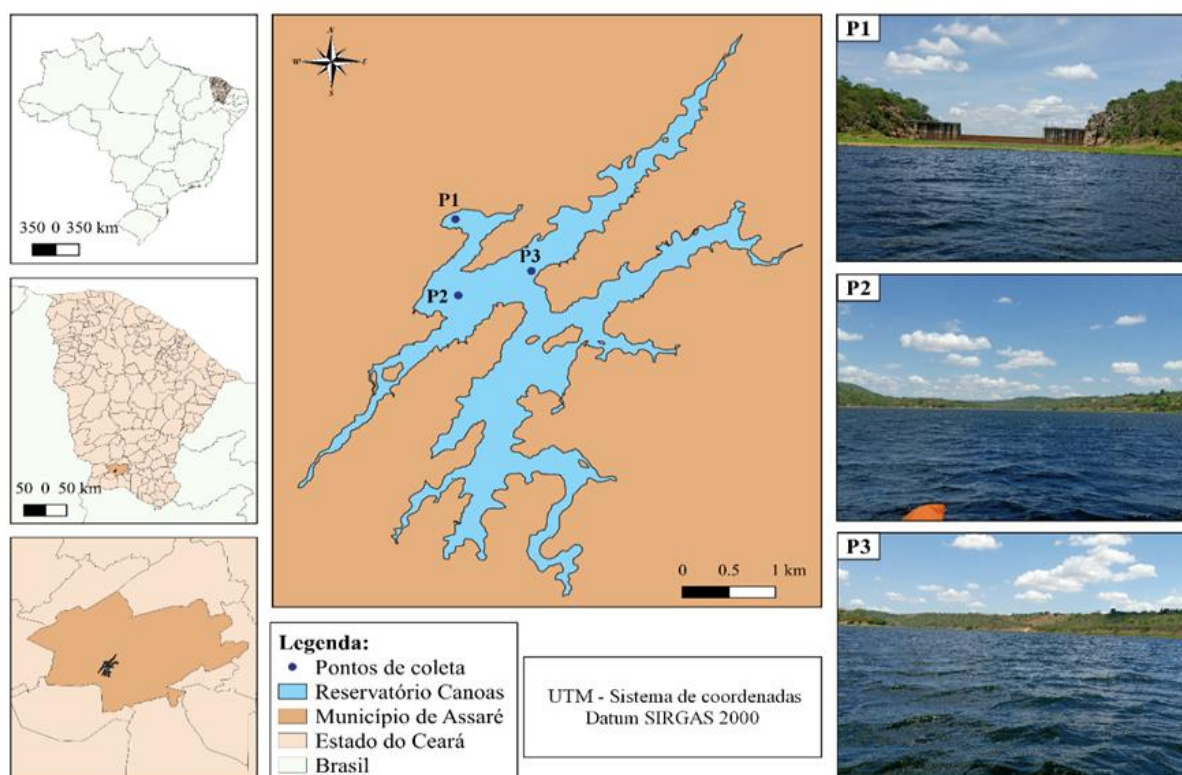 350 0 350 km
50 0 50 km
N
W E
S
P1
P3
P2
0 0.5 1 km
Legenda:
Pontos de coleta
Reservatório Canoas
Município de Assaré
Estado do Ceará
Brasil
UTM - Sistema de coordenadas
Datum SIRGAS 2000
P1
P2
P3